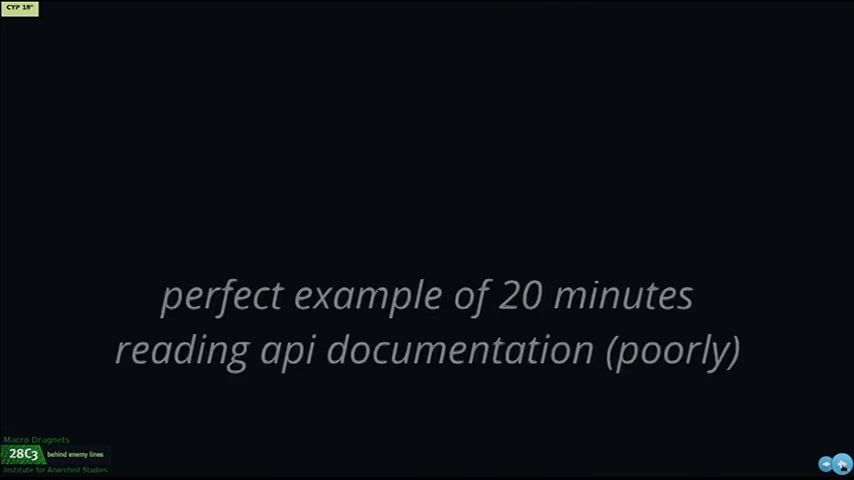 CYP 18"
perfect example of 20 minutes
reading api documentation (poorly)
Macro Dragnets
28C3 behind enemy lines
Institute for Anarchist Studies